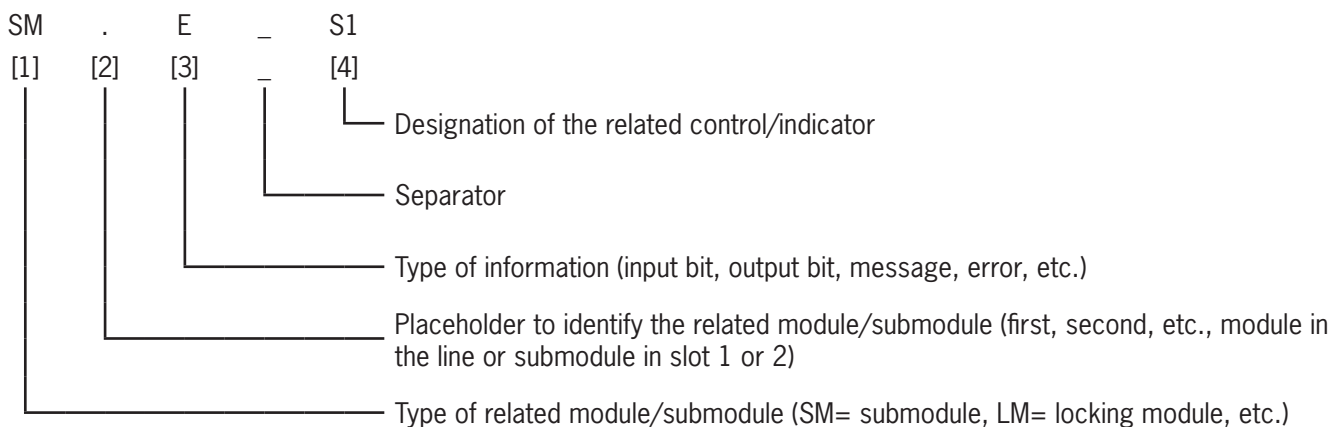 SM . E _ S1
[1] [2] [3] _ [4]
Designation of the related control/indicator
Separator
Type of information (input bit, output bit, message, error, etc.)
Placeholder to identify the related module/submodule (first, second, etc., module in
the line or submodule in slot 1 or 2)
Type of related module/submodule (SM= submodule, LM= locking module, etc.)